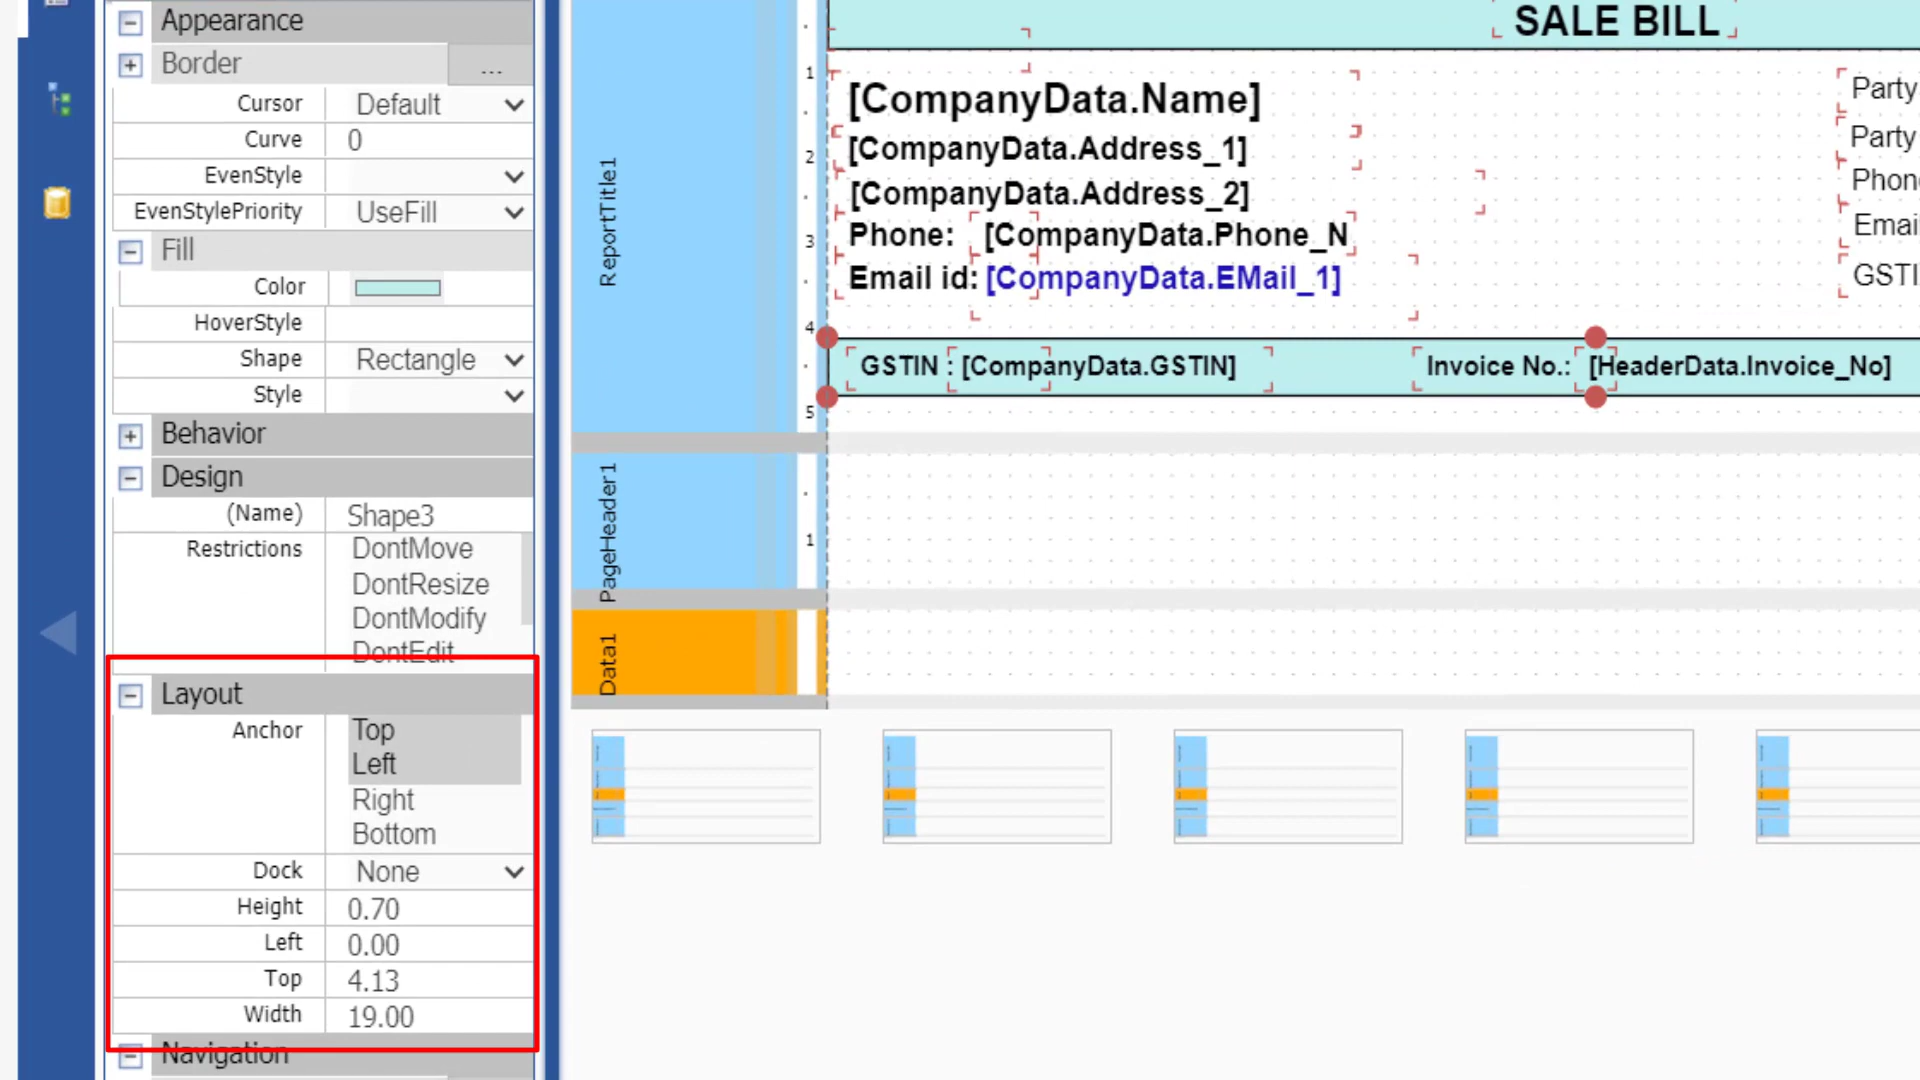 Appearance
Border ...
Cursor Default
Curve 0
EvenStyle
EvenStylePriority UseFill
Fill
Color
HoverStyle
Shape Rectangle
Style
Behavior
Design
(Name) Shape3
Restrictions DontMove
DontResize
DontModify
DontEdit
Layout
Anchor Top
Left
Right
Bottom
Dock None
Height 0.70
Left 0.00
Top 4.13
Width 19.00
Navigation
ReportTitle1
PageHeader1
Data1
1
2
3
4
5
1
SALE BILL
[CompanyData.Name]
[CompanyData.Address_1]
[CompanyData.Address_2]
Phone: [CompanyData.Phone_N
Email id: [CompanyData.EMail_1]
Party
Party
Phone
Email
GSTI
GSTIN : [CompanyData.GSTIN] Invoice No.: [HeaderData.Invoice_No]